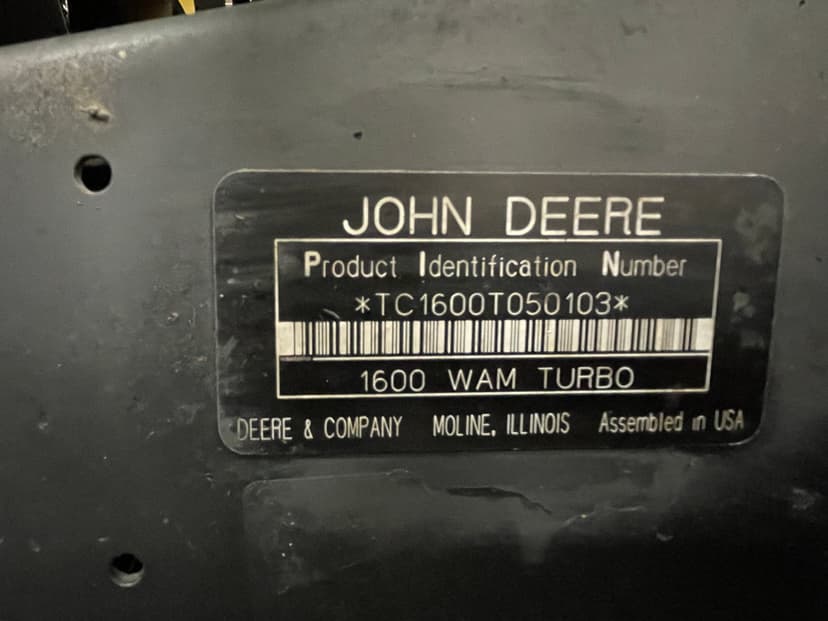 JOHN DEERE
Product Identification Number
*TC1600T050103*
1600 WAM TURBO
DEERE & COMPANY MOLINE, ILLINOIS Assembled in USA